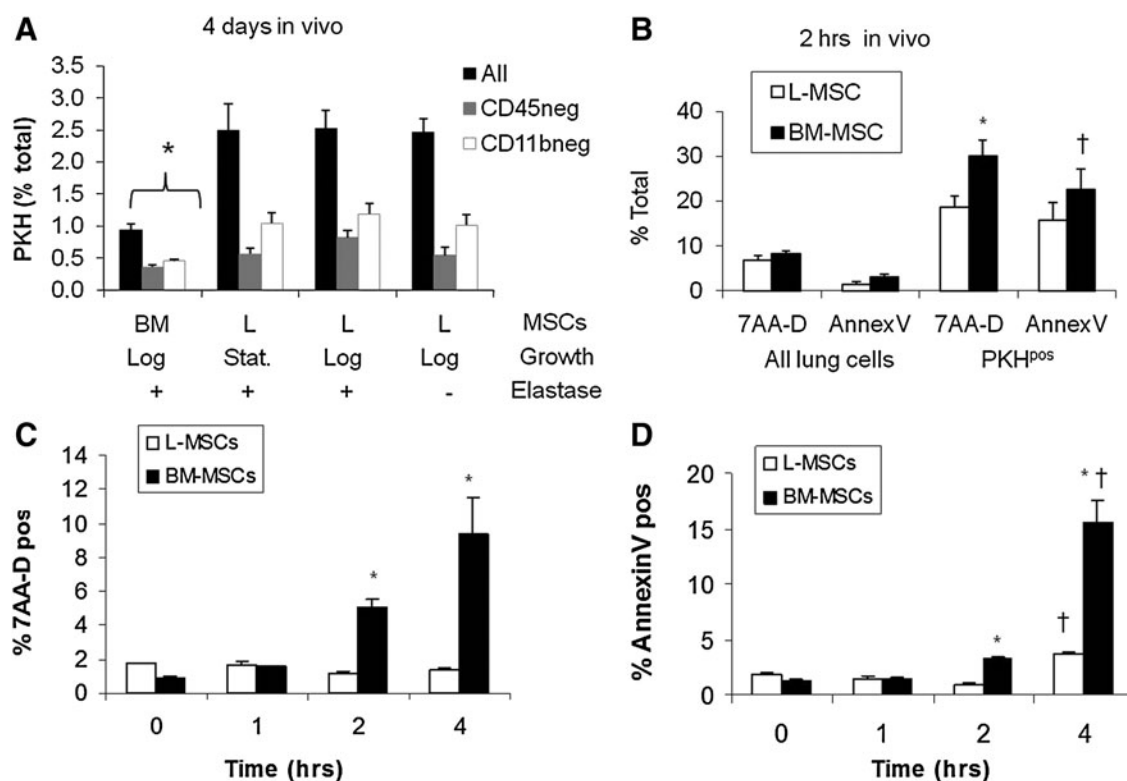 A
4 days in vivo
3.5
3.0
2.5
2.0
1.5
1.0
0.5
0.0
PKH (% total)
*
All
CD45neg
CD11bneg
BM L L L MSCs
Log Stat. Log Log Growth
+ + + - Elastase
B
2 hrs in vivo
L-MSC
BM-MSC
40
30
20
10
0
% Total
* †
7AA-D AnnexV 7AA-D AnnexV
All lung cells PKHpos
C
L-MSCs
BM-MSCs
14
12
10
8
6
4
2
0
% 7AA-D pos
* *
0 1 2 4
Time (hrs)
D
L-MSCs
BM-MSCs
20
15
10
5
0
% AnnexinV pos
* † * †
0 1 2 4
Time (hrs)